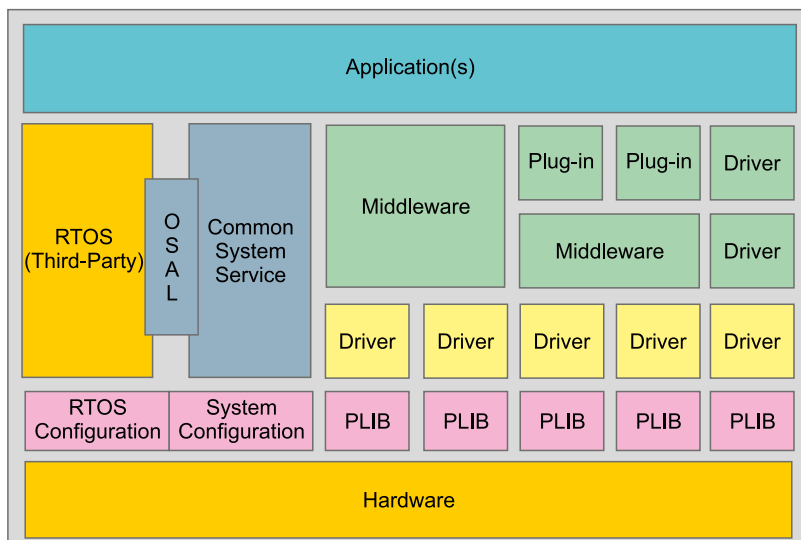 Application(s)
RTOS
(Third-Party)
O
S
A
L
Common
System
Service
Middleware
Plug-in
Plug-in
Driver
Middleware
Driver
Driver
Driver
Driver
Driver
Driver
RTOS
Configuration
System
Configuration
PLIB
PLIB
PLIB
PLIB
PLIB
Hardware